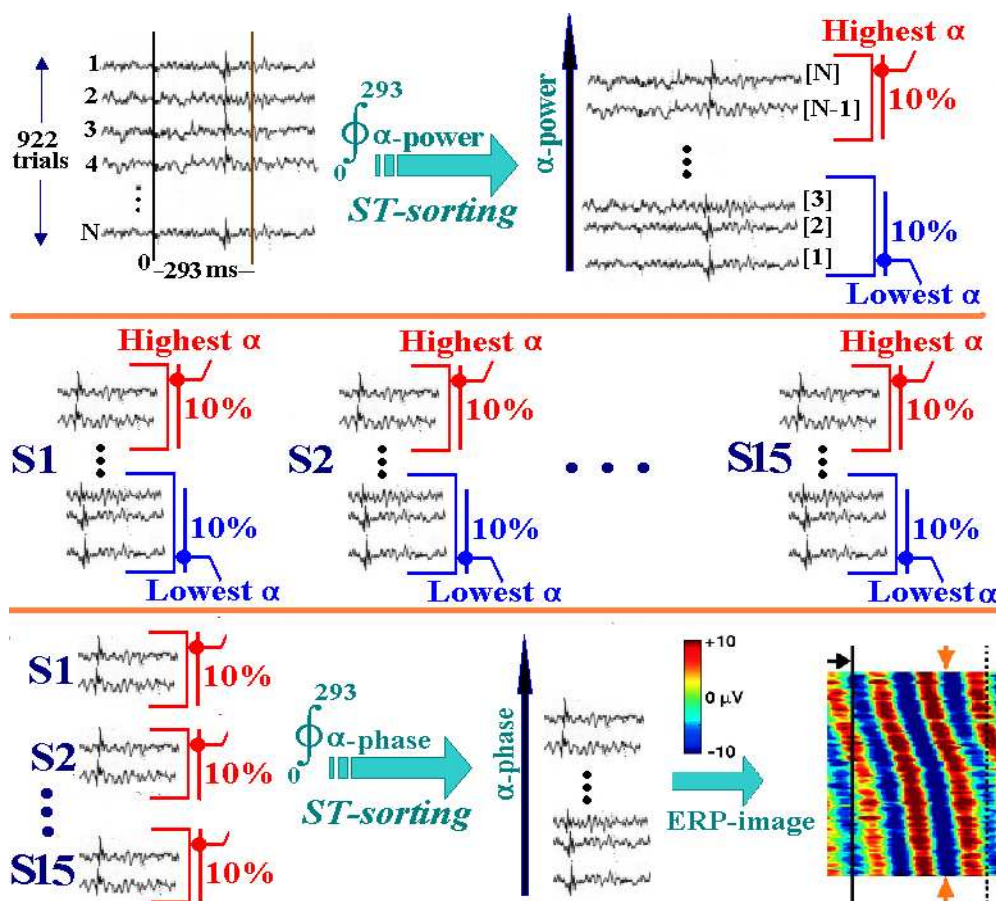 1
2
3
4
N
922
trials
0
–293 ms–
293
∮ α-power
0
ST-sorting
α-power
[N]
[N-1]
[3]
[2]
[1]
Highest α
10%
10%
Lowest α
Highest α
10%
S1
10%
Lowest α
Highest α
10%
S2
10%
Lowest α
Highest α
10%
S15
10%
Lowest α
S1
10%
S2
10%
S15
10%
293
∮ α-phase
0
ST-sorting
α-phase
+10
0 µV
-10
ERP-image